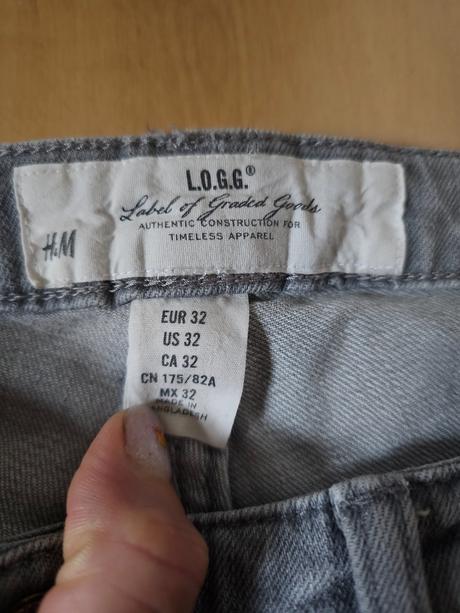 L.O.G.G.®
Label of Graded Goods
AUTHENTIC CONSTRUCTION FOR
TIMELESS APPAREL
H&M
EUR 32
US 32
CA 32
CN 175/82A
MX 32
MADE IN
BANGLADESH